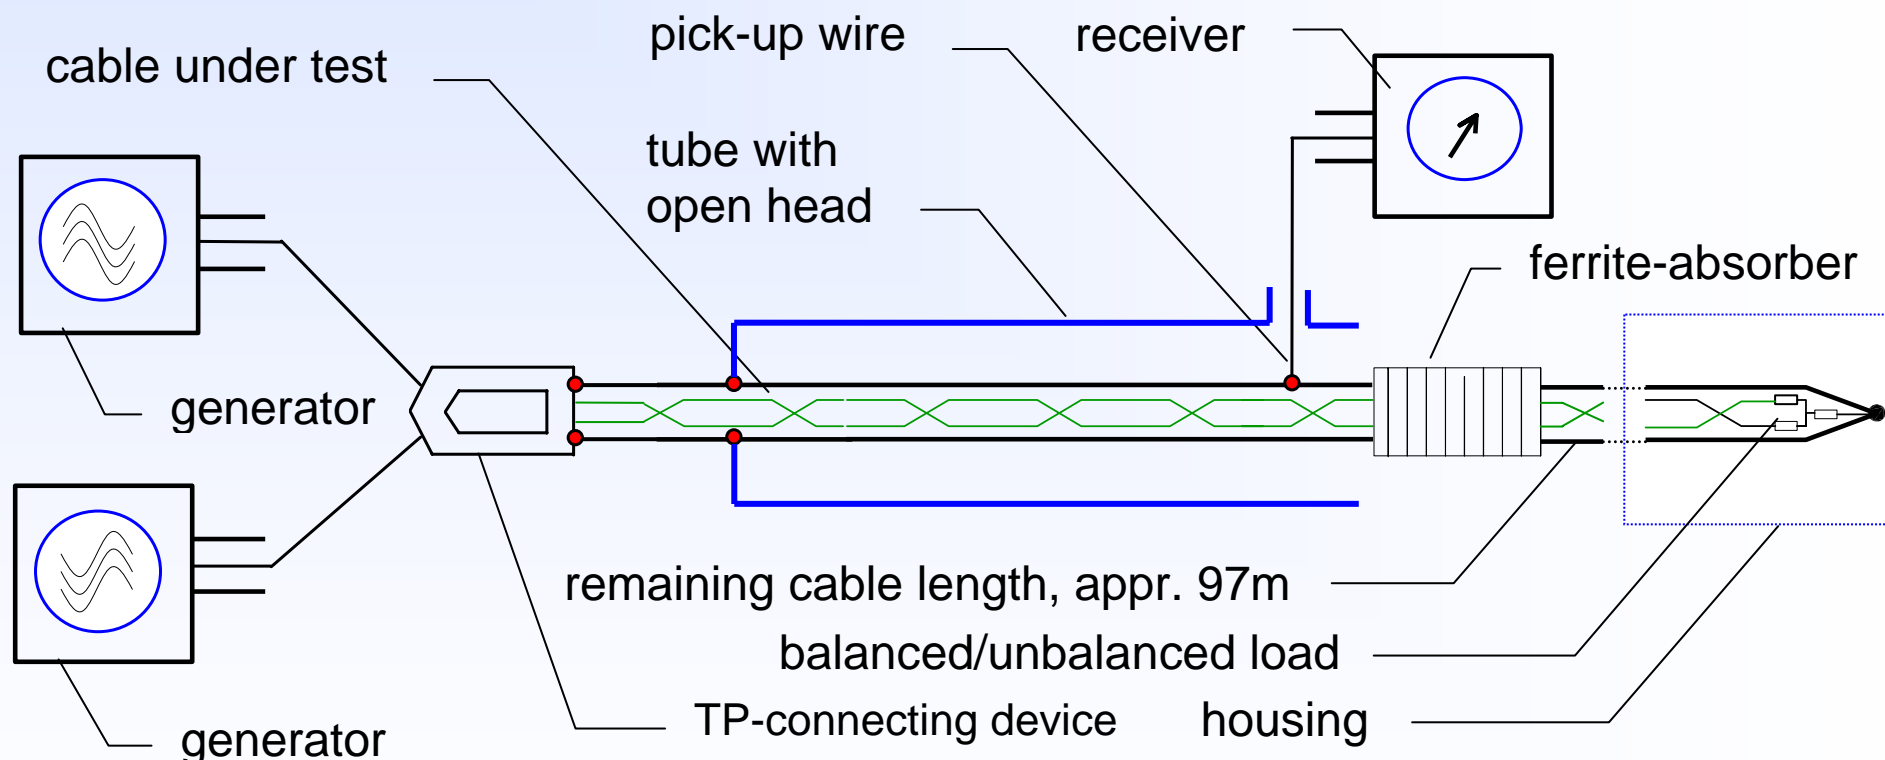 pick-up wire
receiver
cable under test
tube with
open head
ferrite-absorber
generator
remaining cable length, appr. 97m
balanced/unbalanced load
TP-connecting device
housing
generator